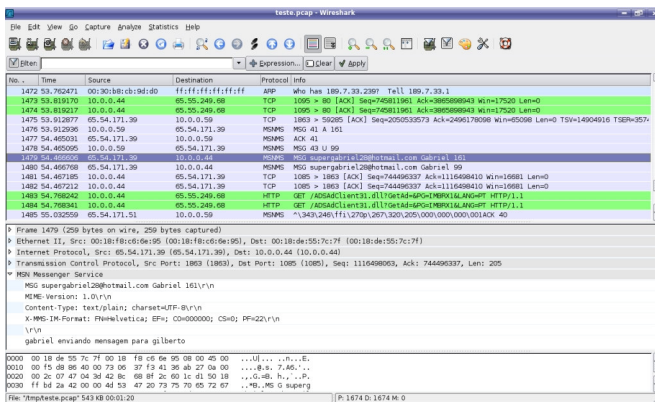 teste.pcap - Wireshark
File Edit View Go Capture Analyze Statistics Help
Filter: Expression... Clear Apply
No. . Time Source Destination Protocol Info
1472 53.762471 00:30:b8:cb:9d:d0 ff:ff:ff:ff:ff:ff ARP Who has 189.7.33.239? Tell 189.7.33.1
1473 53.819170 10.0.0.44 65.55.249.68 TCP 1095 > 80 [ACK] Seq=745811961 Ack=3865898943 Win=17520 Len=0
1474 53.819217 10.0.0.44 65.55.249.68 TCP 1095 > 80 [ACK] Seq=745811961 Ack=3865898943 Win=17520 Len=0
1475 53.912877 65.54.171.39 10.0.0.59 TCP 1863 > 59285 [ACK] Seq=2050533573 Ack=2496178098 Win=65098 Len=0 TSV=14904916 TSER=3574
1476 53.912936 10.0.0.59 65.54.171.39 MSNMS MSG 41 A 161
1477 54.465031 65.54.171.39 10.0.0.59 MSNMS ACK 41
1478 54.465095 10.0.0.59 65.54.171.39 MSNMS MSG 43 U 99
1479 54.466606 65.54.171.39 10.0.0.44 MSNMS MSG supergabriel28@hotmail.com Gabriel 161
1480 54.466768 65.54.171.39 10.0.0.44 MSNMS MSG supergabriel28@hotmail.com Gabriel 99
1481 54.467185 10.0.0.44 65.54.171.39 TCP 1085 > 1863 [ACK] Seq=744496337 Ack=1116498410 Win=16681 Len=0
1482 54.467212 10.0.0.44 65.54.171.39 TCP 1085 > 1863 [ACK] Seq=744496337 Ack=1116498410 Win=16681 Len=0
1483 54.768242 10.0.0.44 65.55.249.68 HTTP GET /ADSAdClient31.dll?GetAd=&PG=IMBRX1&LANG=PT HTTP/1.1
1484 54.768341 10.0.0.44 65.55.249.68 HTTP GET /ADSAdClient31.dll?GetAd=&PG=IMBRX1&LANG=PT HTTP/1.1
1485 55.032559 65.54.171.51 10.0.0.59 MSNMS ^\343\246\ffi\270p\267\320\205\000\000\000\001ACK 40
Frame 1479 (259 bytes on wire, 259 bytes captured)
Ethernet II, Src: 00:18:f8:c6:6e:95 (00:18:f8:c6:6e:95), Dst: 00:18:de:55:7c:7f (00:18:de:55:7c:7f)
Internet Protocol, Src: 65.54.171.39 (65.54.171.39), Dst: 10.0.0.44 (10.0.0.44)
Transmission Control Protocol, Src Port: 1863 (1863), Dst Port: 1085 (1085), Seq: 1116498063, Ack: 744496337, Len: 205
MSN Messenger Service
MSG supergabriel28@hotmail.com Gabriel 161\r\n
MIME-Version: 1.0\r\n
Content-Type: text/plain; charset=UTF-8\r\n
X-MMS-IM-Format: FN=Helvetica; EF=; CO=000000; CS=0; PF=22\r\n
\r\n
gabriel enviando mensagem para gilberto
0000 00 18 de 55 7c 7f 00 18 f8 c6 6e 95 08 00 45 00 ...U|... ..n...E.
0010 00 f5 d8 86 40 00 73 06 37 f3 41 36 ab 27 0a 00 ....@.s. 7.A6.'..
0020 00 2c 07 47 04 3d 42 8c 68 8f 2c 60 1c d1 50 18 .,.G.=B. h.,`..P.
0030 ff bd 2a 42 00 00 4d 53 47 20 73 75 70 65 72 67 ..*B..MS G superg
File: "/tmp/teste.pcap" 543 KB 00:01:20 P: 1674 D: 1674 M: 0